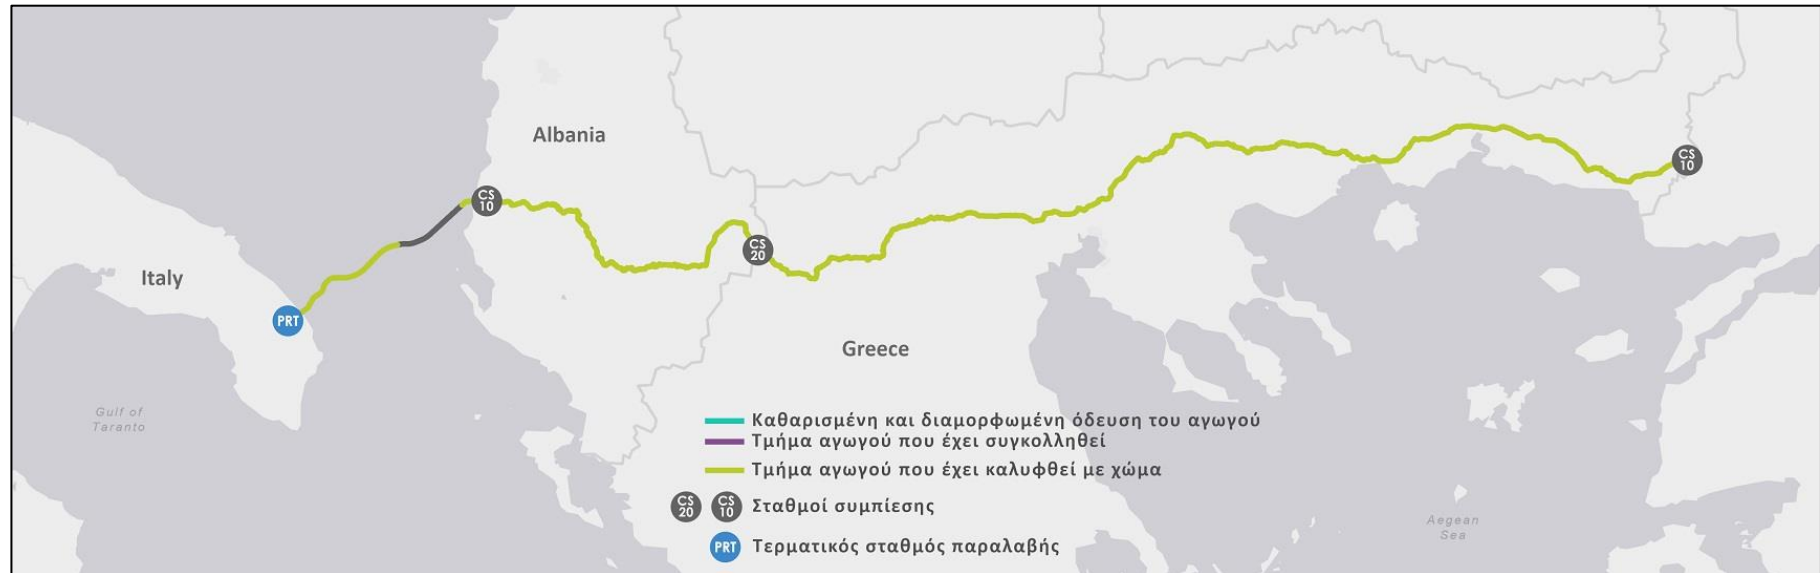 Albania
CS
10
CS
10
CS
20
Italy
PRT
Greece
Gulf of
Taranto
Καθαρισμένη και διαμορφωμένη όδευση του αγωγού
Τμήμα αγωγού που έχει συγκολληθεί
Τμήμα αγωγού που έχει καλυφθεί με χώμα
CS
20
CS
10
Σταθμοί συμπίεσης
Aegean
Sea
PRT
Τερματικός σταθμός παραλαβής